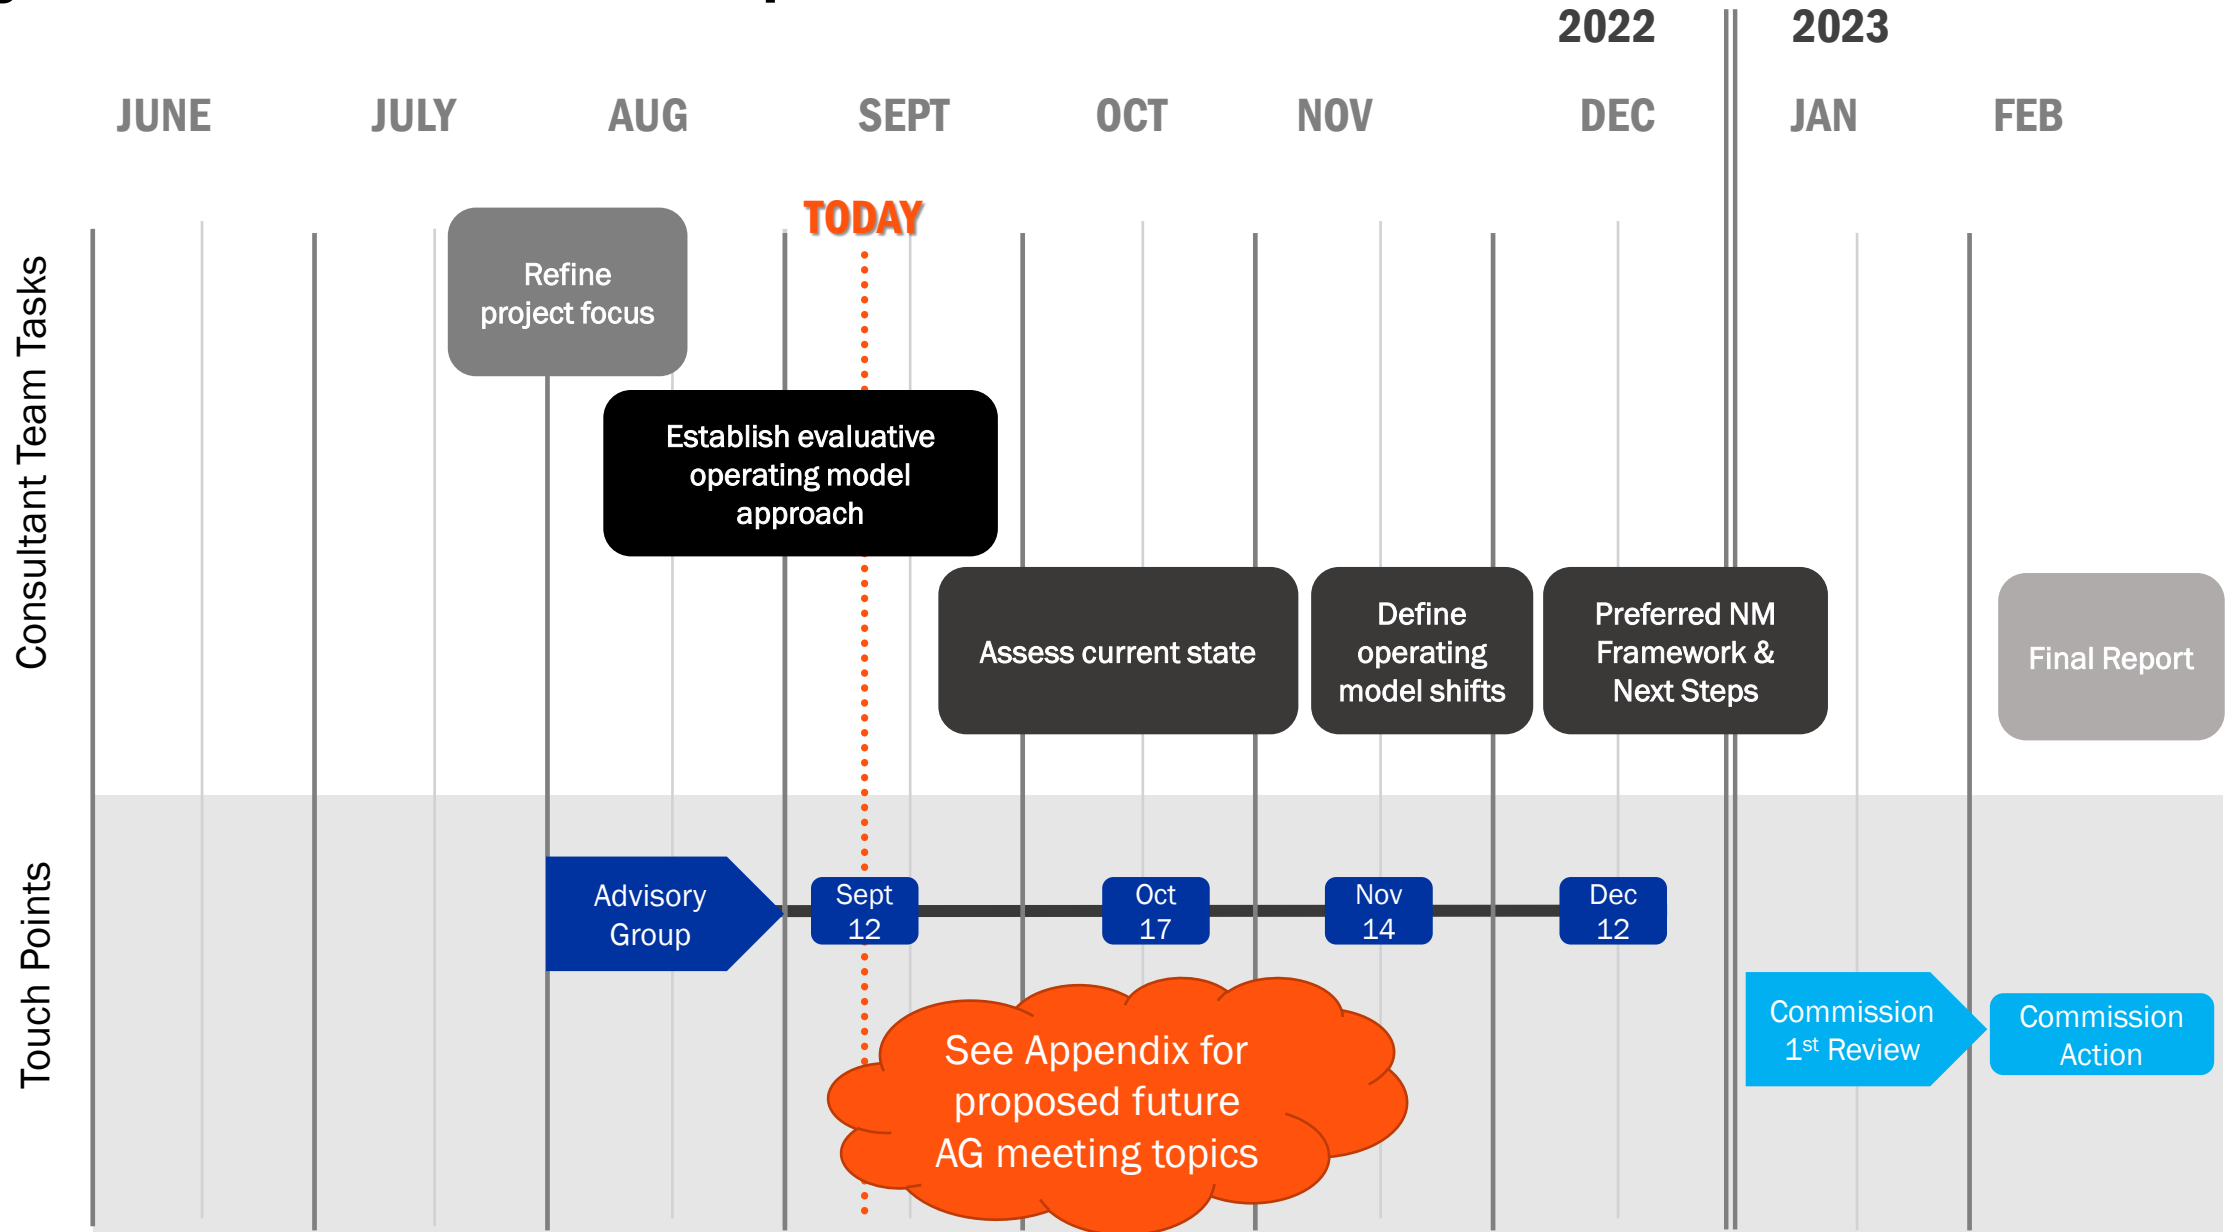 2022
2023
JUNE
JULY
AUG
SEPT
OCT
NOV
DEC
JAN
FEB
TODAY
Consultant Team Tasks
Refine
project focus
Establish evaluative
operating model
approach
Assess current state
Define
operating
model shifts
Preferred NM
Framework &
Next Steps
Final Report
Touch Points
Advisory
Group
Sept
12
Oct
17
Nov
14
Dec
12
Commission
1st Review
Commission
Action
See Appendix for
proposed future
AG meeting topics